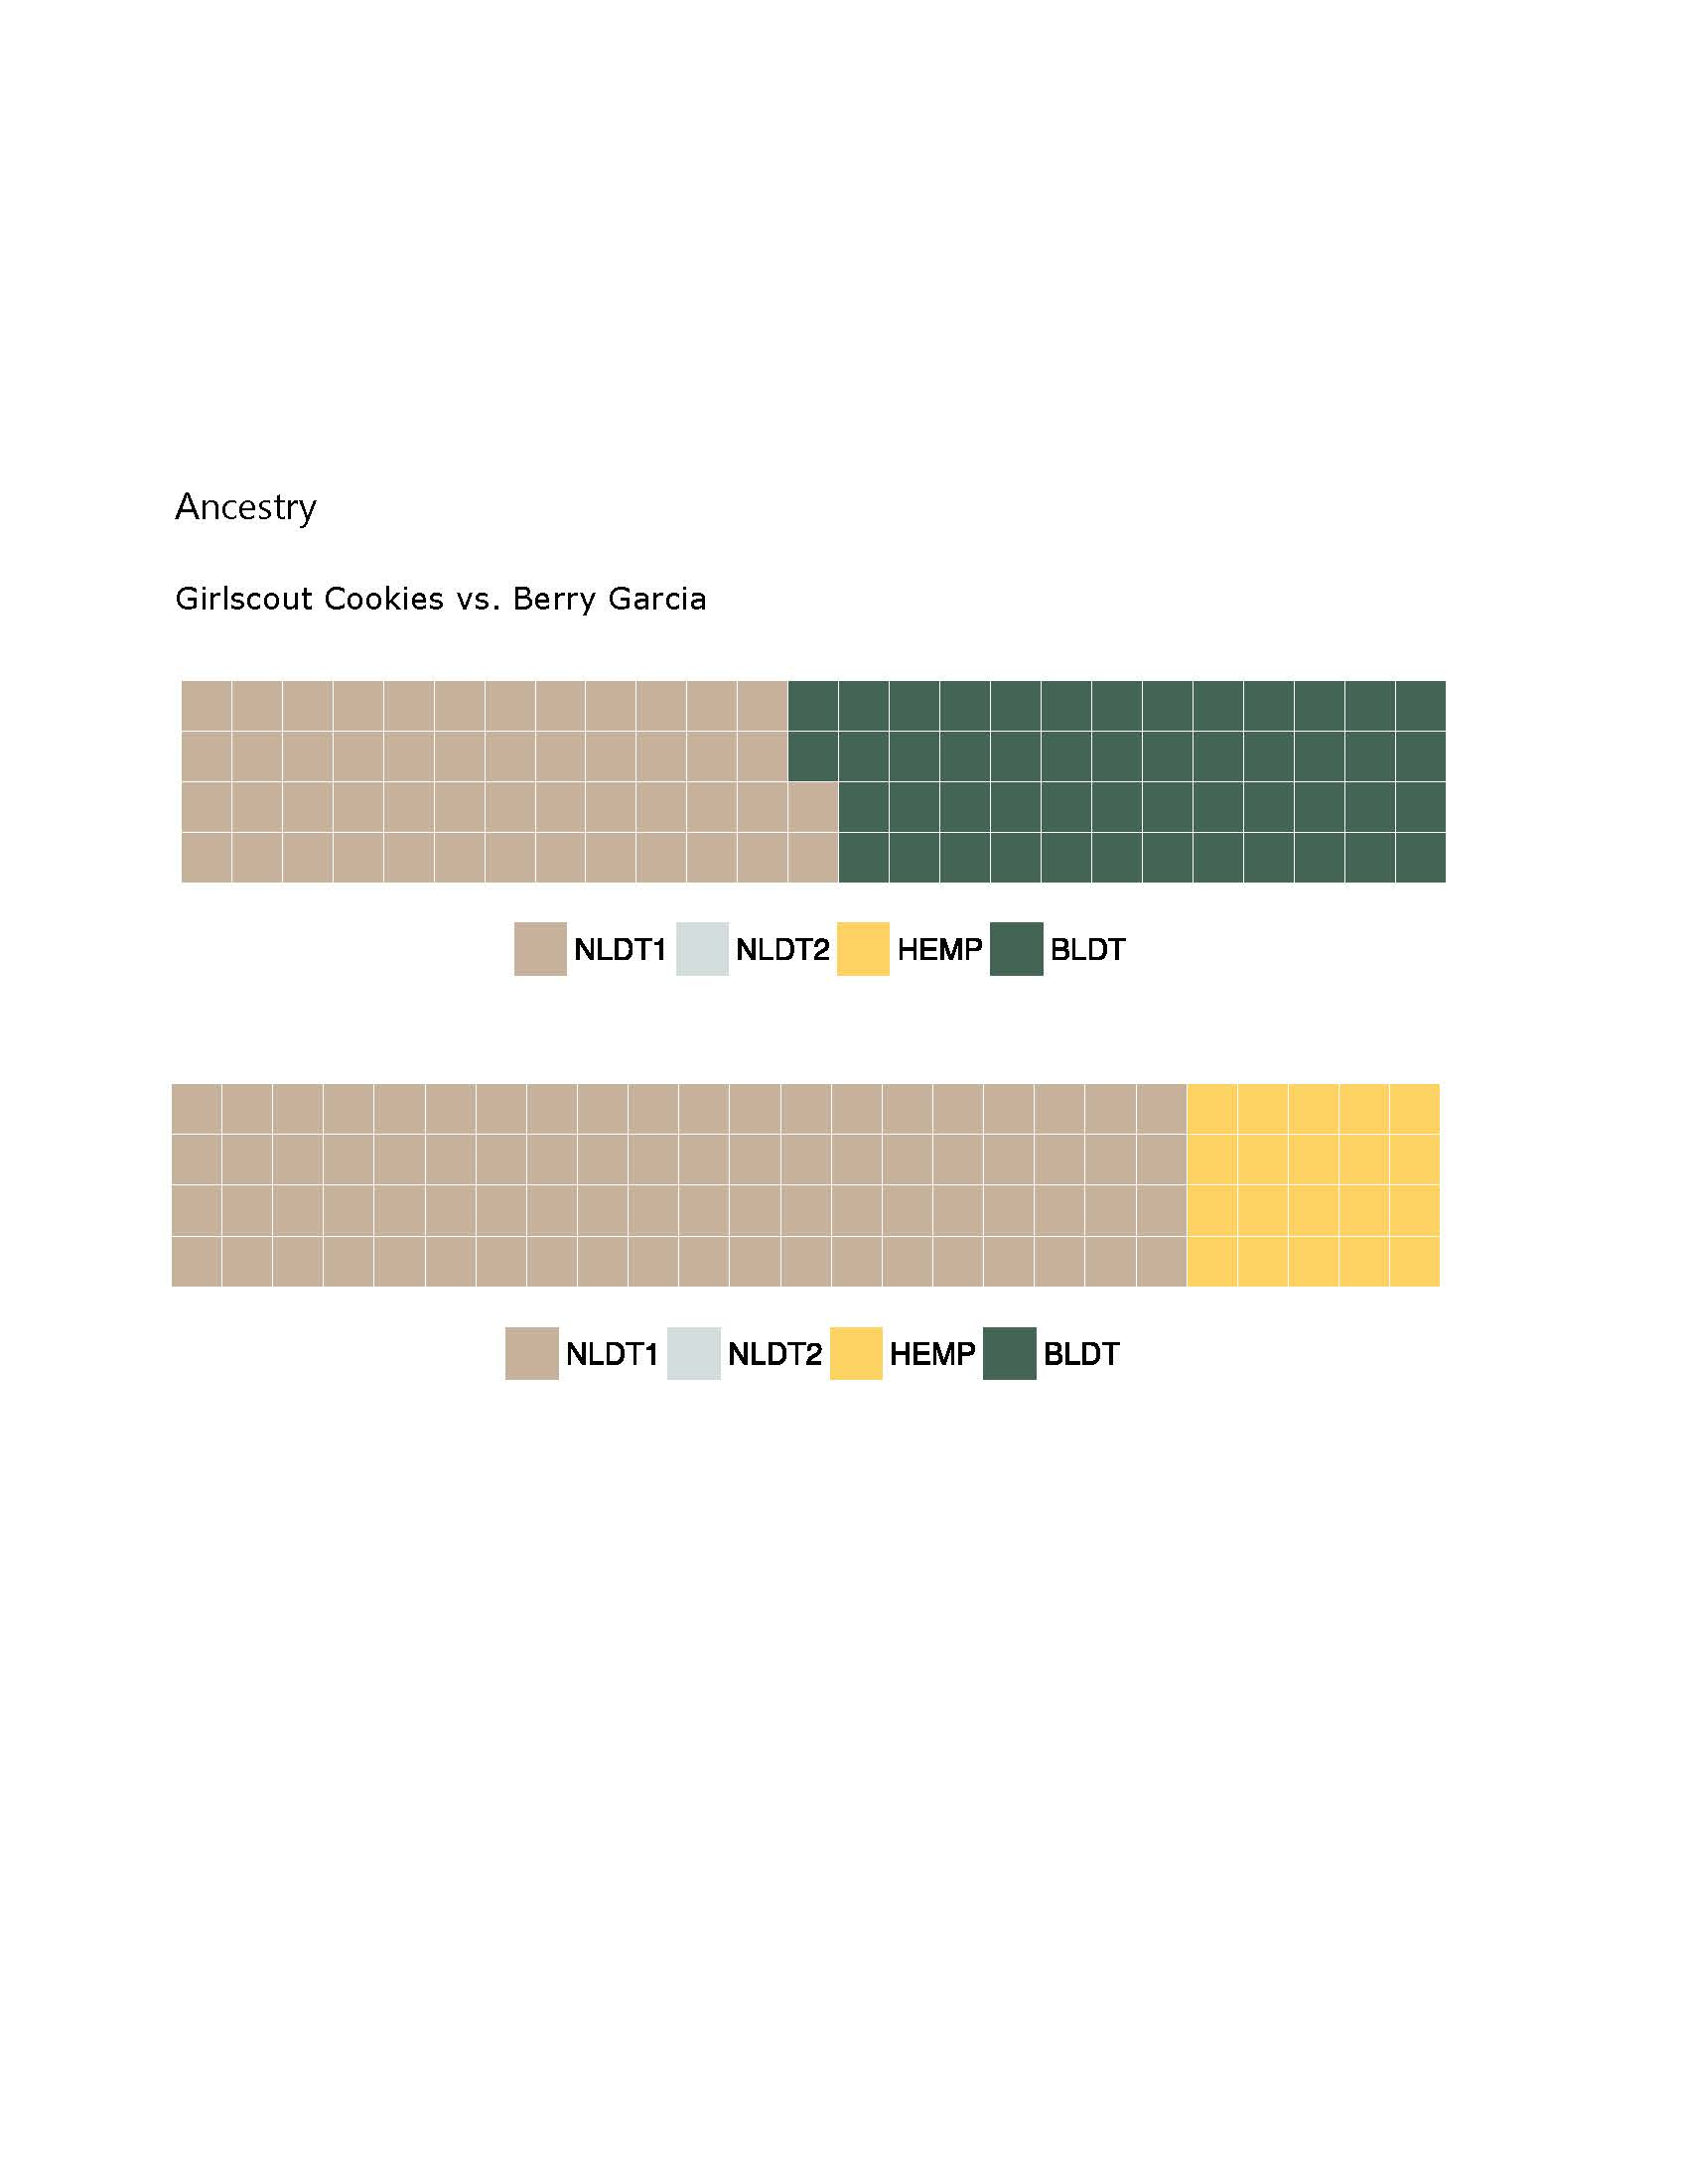 Ancestry
Girlscout Cookies vs. Berry Garcia
NLDT1 NLDT2 HEMP BLDT
NLDT1 NLDT2 HEMP BLDT